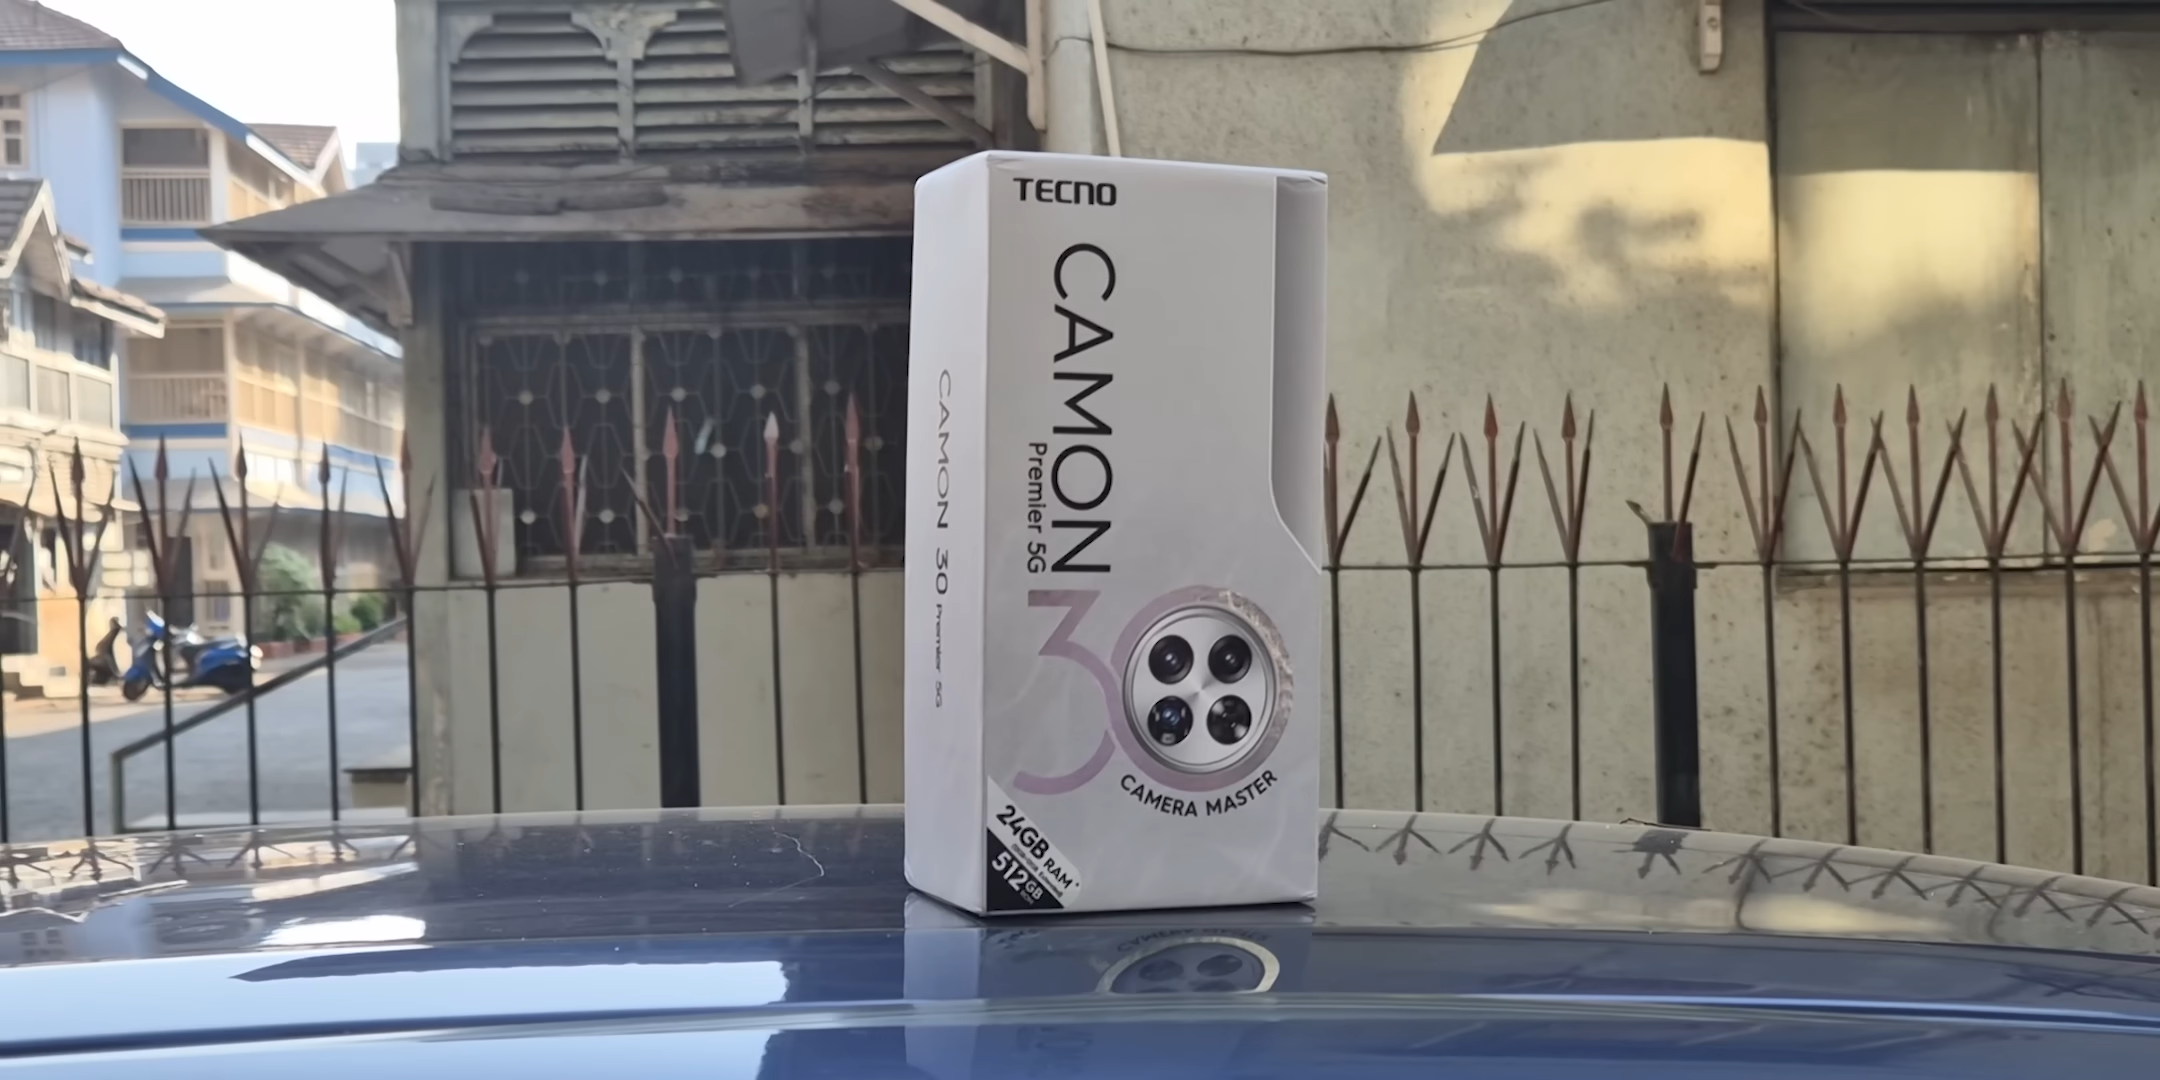 TECNO
CAMON
Premier 5G
30
CAMERA MASTER
24GB RAM*
512GB
CAMON 30 Premier 5G